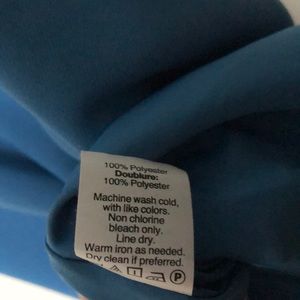 100% Polyester
Doublure:
100% Polyester
Machine wash cold,
with like colors.
Non chlorine
bleach only.
Line dry.
Warm iron as needed.
Dry clean if preferred.
P